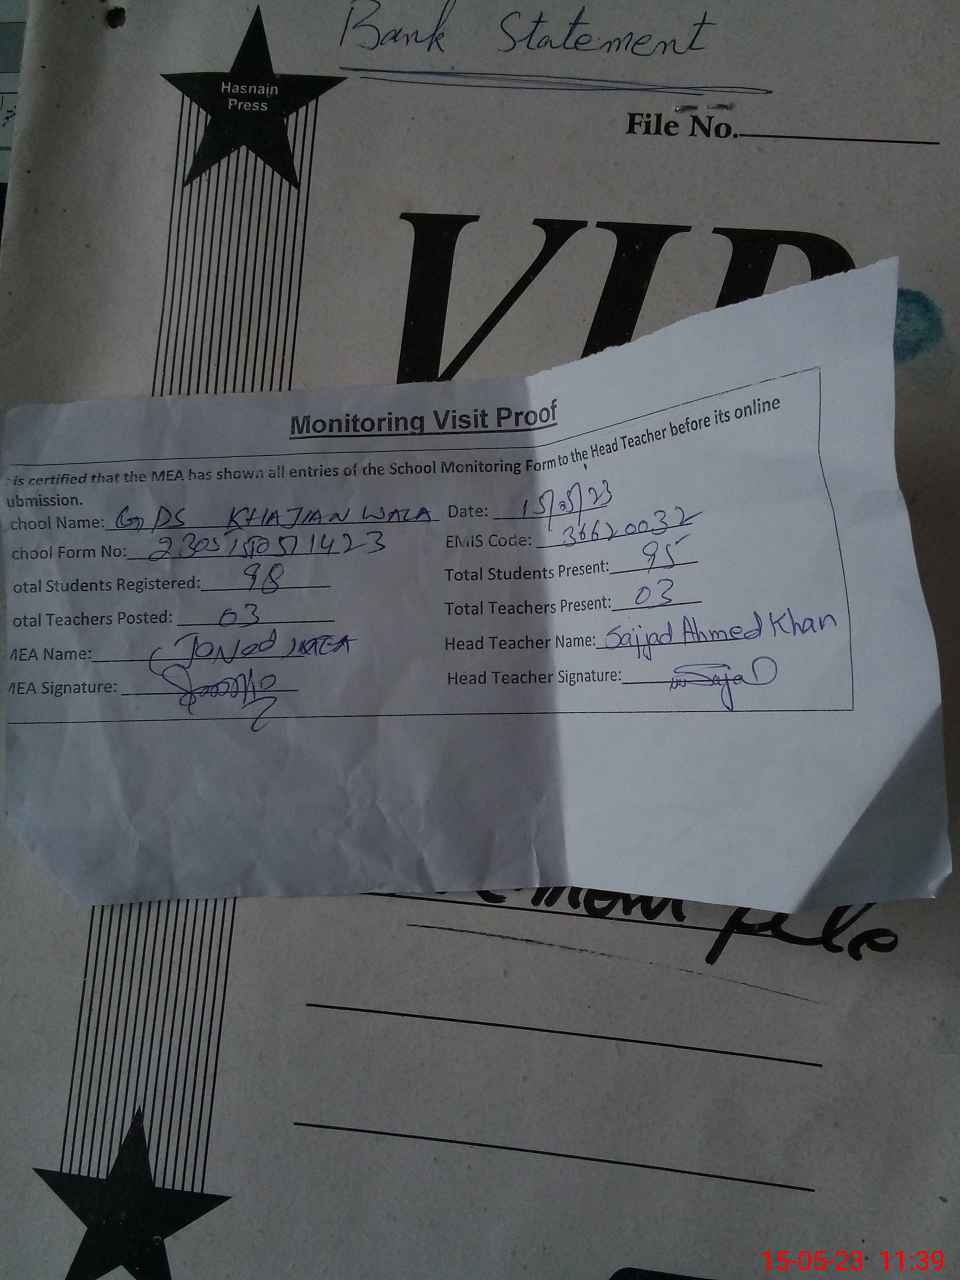 Bank Statement
Hasnain
Press
File No.
VIP
Monitoring Visit Proof
is certified that the MEA has shown all entries of the School Monitoring Form to the Head Teacher before its online
ubmission.
chool Name: GPS KHAJIAN WALA Date: 15/05/23
chool Form No: EMIS Code: 36620032
otal Students Registered: 98 Total Students Present: 95
otal Teachers Posted: 03 Total Teachers Present: 03
MEA Name: Head Teacher Name: Sajjad Ahmed Khan
MEA Signature: Head Teacher Signature: Sajad
file
15-05-23 11:39